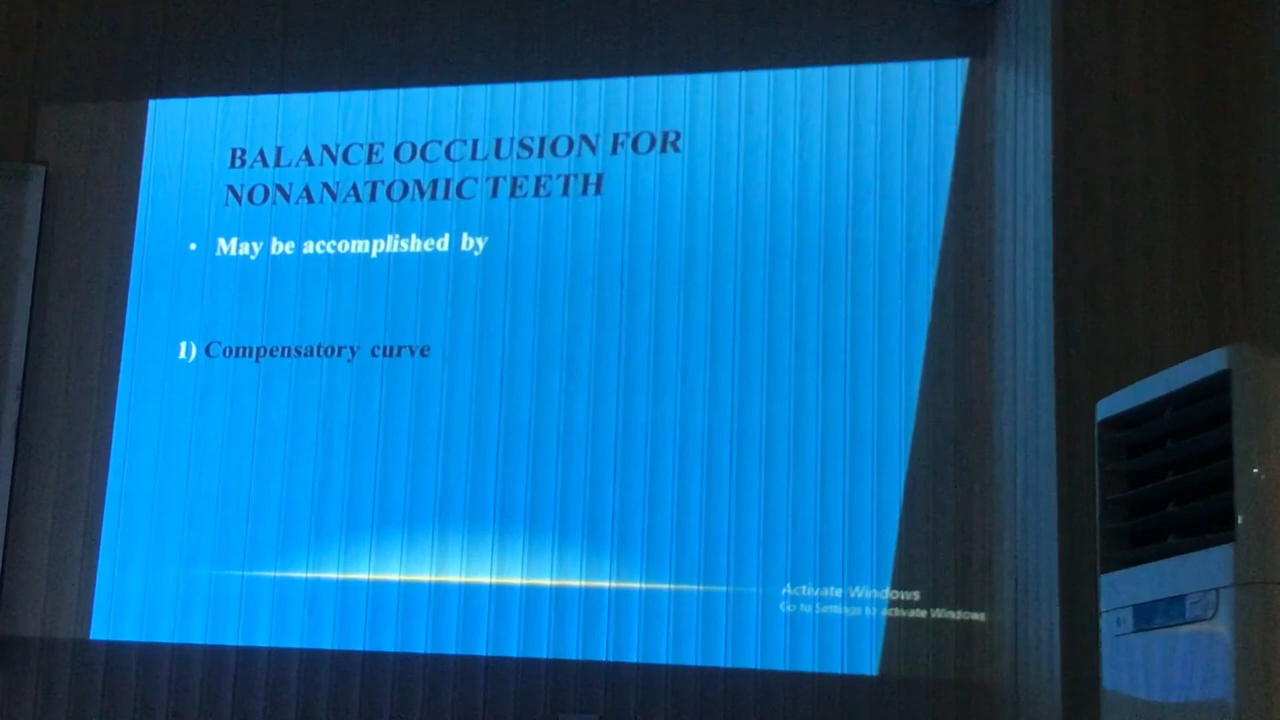 BALANCE OCCLUSION FOR
NONANATOMIC TEETH
• May be accomplished by
1) Compensatory curve
Activate Windows
Go to Settings to activate Windows